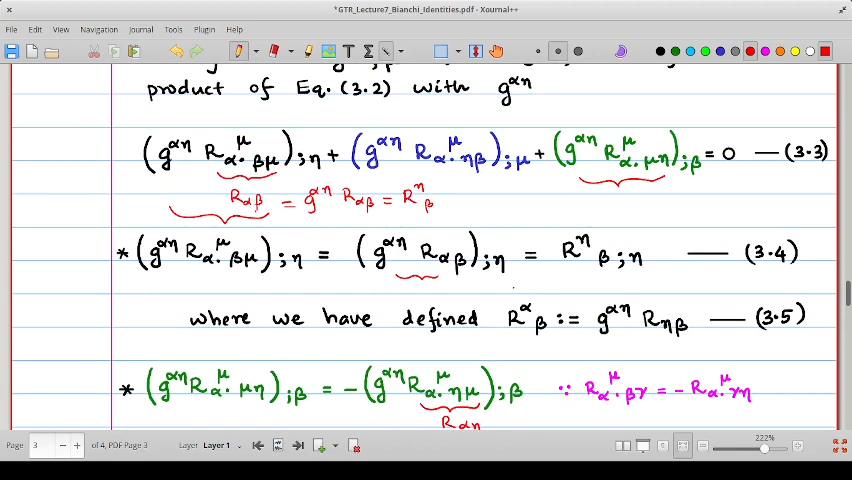 *GTR_Lecture7_Bianchi_Identities.pdf - Xournal++
File Edit View Navigation Journal Tools Plugin Help
product of Eq. (3.2) with g^{αη}
(g^{αη} R_{α·βμ}^{μ})_{;η} + (g^{αη} R_{α·ηβ}^{μ})_{;μ} + (g^{αη} R_{α·μη}^{μ})_{;β} = 0 — (3.3)
R_{αβ} = g^{αη} R_{αβ} = R^{η}_{β}
* (g^{αη} R_{α·βμ}^{μ})_{;η} = (g^{αη} R_{αβ})_{;η} = R^{η}_{β;η} — (3.4)
where we have defined R^{α}_{β} := g^{αη} R_{ηβ} — (3.5)
* (g^{αη} R_{α·μη}^{μ})_{;β} = -(g^{αη} R_{α·ημ}^{μ})_{;β} ∵ R_{α·βγ}^{μ} = -R_{α·γη}^{μ}
R_{αη}
Page 3 of 4, PDF Page 3 Layer Layer 1 222%